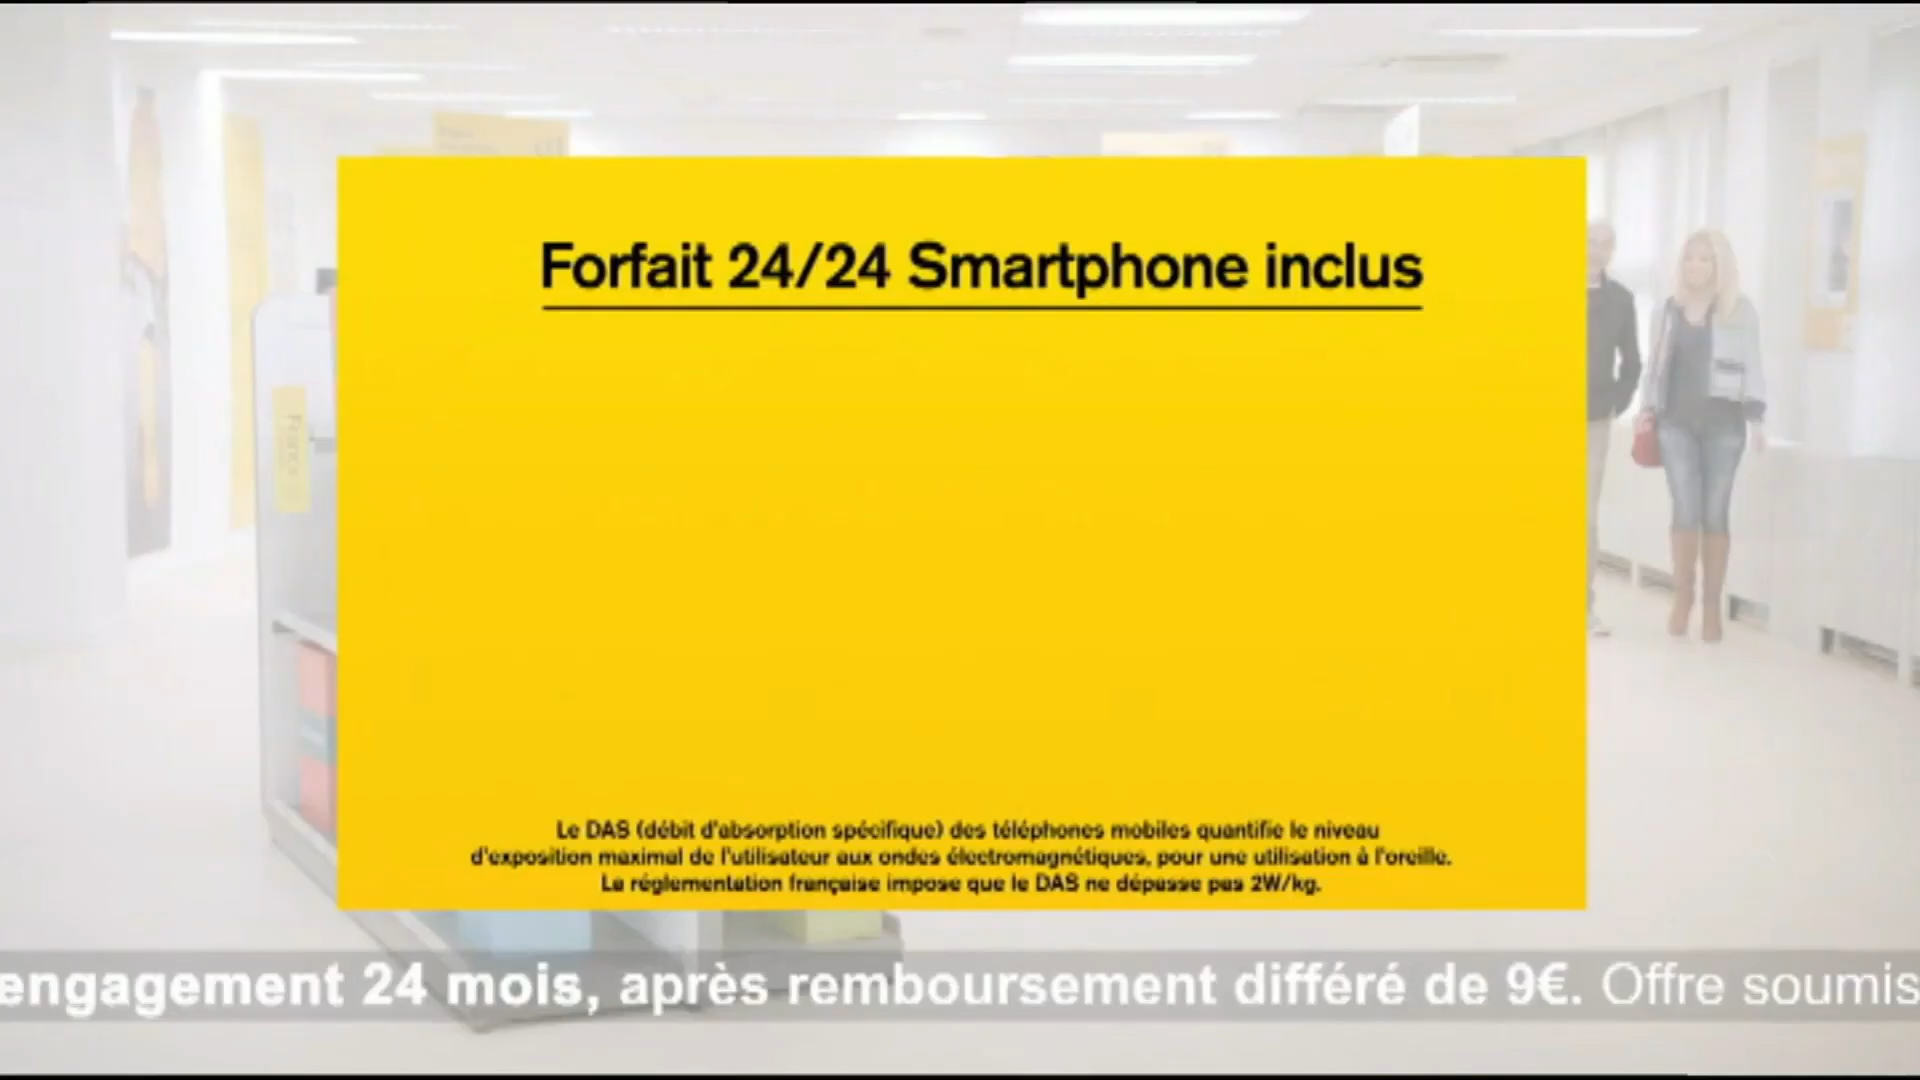 Forfait 24/24 Smartphone inclus
France
Le DAS (débit d'absorption spécifique) des téléphones mobiles quantifie le niveau
d'exposition maximal de l'utilisateur aux ondes électromagnétiques, pour une utilisation à l'oreille.
La réglementation française impose que le DAS ne dépasse pas 2W/kg.
engagement 24 mois, après remboursement différé de 9€. Offre soumis